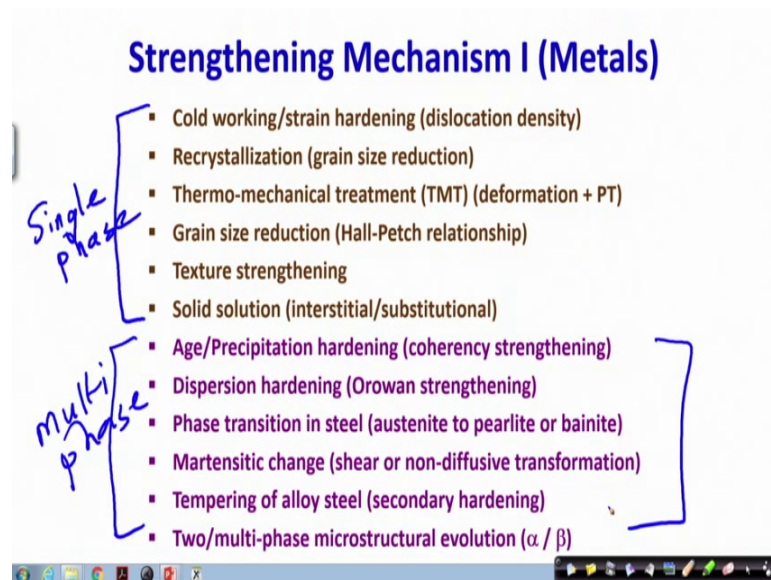 Strengthening Mechanism I (Metals)
▪ Cold working/strain hardening (dislocation density)
▪ Recrystallization (grain size reduction)
▪ Thermo-mechanical treatment (TMT) (deformation + PT)
▪ Grain size reduction (Hall-Petch relationship)
▪ Texture strengthening
▪ Solid solution (interstitial/substitutional)
Single
phase
▪ Age/Precipitation hardening (coherency strengthening)
▪ Dispersion hardening (Orowan strengthening)
▪ Phase transition in steel (austenite to pearlite or bainite)
▪ Martensitic change (shear or non-diffusive transformation)
▪ Tempering of alloy steel (secondary hardening)
▪ Two/multi-phase microstructural evolution (α / β)
multi
phase